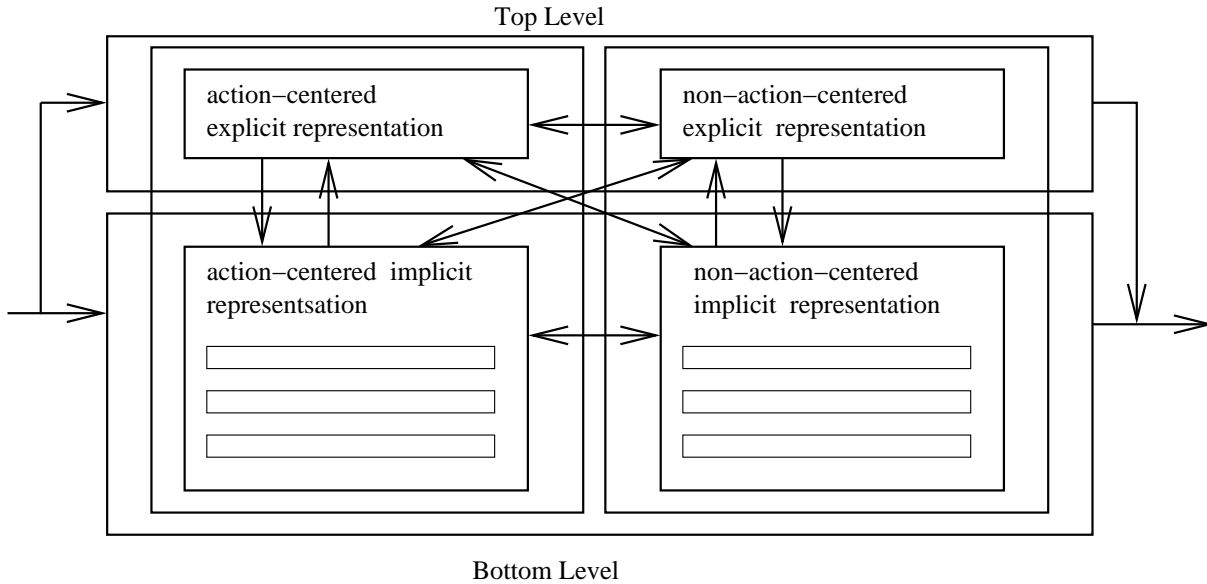 Top Level
action−centered
explicit representation
non−action−centered
explicit representation
action−centered implicit
representsation
non−action−centered
implicit representation
Bottom Level